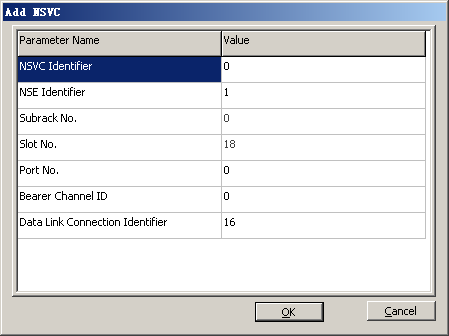 Add NSVC
Parameter Name Value
NSVC Identifier 0
NSE Identifier 1
Subrack No. 0
Slot No. 18
Port No. 0
Bearer Channel ID 0
Data Link Connection Identifier 16
OK Cancel